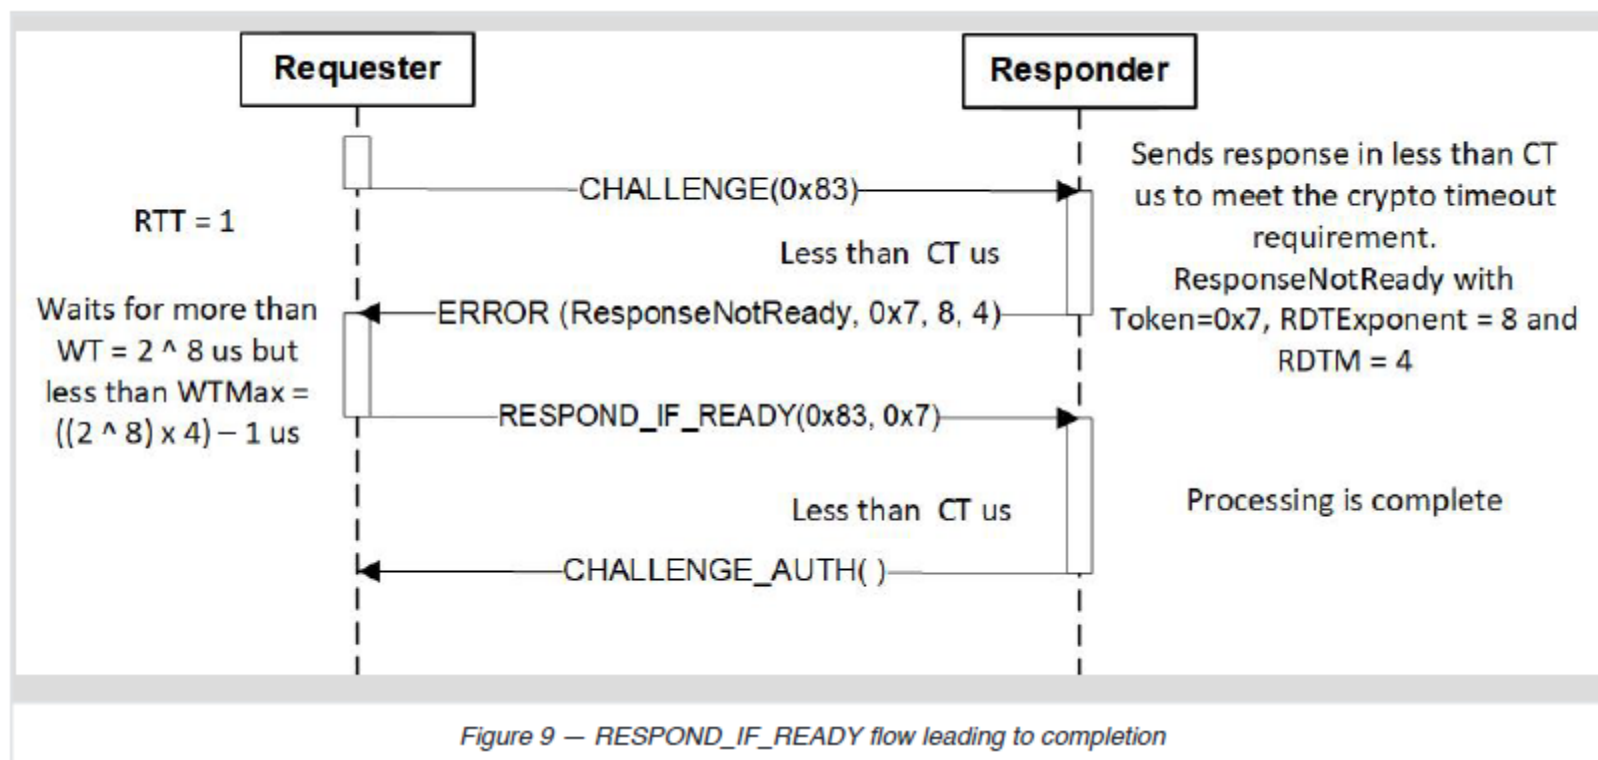 Requester
Responder
Sends response in less than CT
us to meet the crypto timeout
requirement.
ResponseNotReady with
Token=0x7, RDTExponent = 8 and
RDTM = 4
CHALLENGE(0x83)
RTT = 1
Less than CT us
Waits for more than
WT = 2 ^ 8 us but
less than WTMax =
((2 ^ 8) x 4) – 1 us
ERROR (ResponseNotReady, 0x7, 8, 4)
RESPOND_IF_READY(0x83, 0x7)
Less than CT us
Processing is complete
CHALLENGE_AUTH( )
Figure 9 — RESPOND_IF_READY flow leading to completion